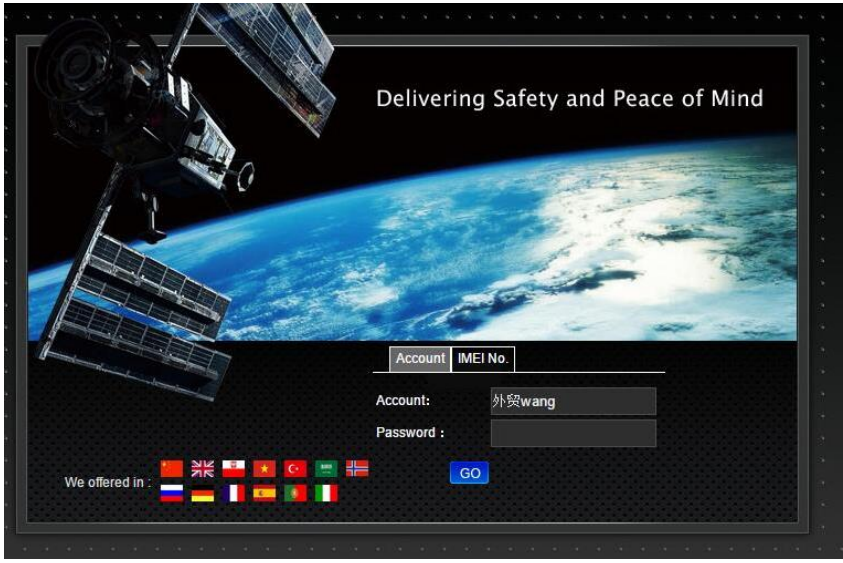 Delivering Safety and Peace of Mind
Account IMEI No.
Account: 外贸wang
Password :
We offered in : GO